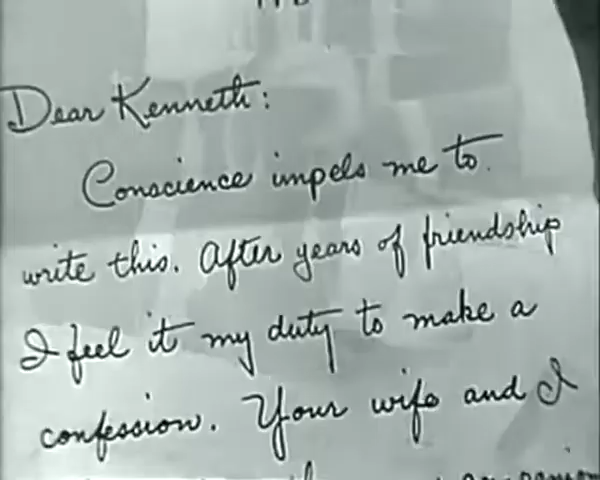 Dear Kenneth:
Conscience impels me to
write this. After years of friendship
I feel it my duty to make a
confession. Your wife and I